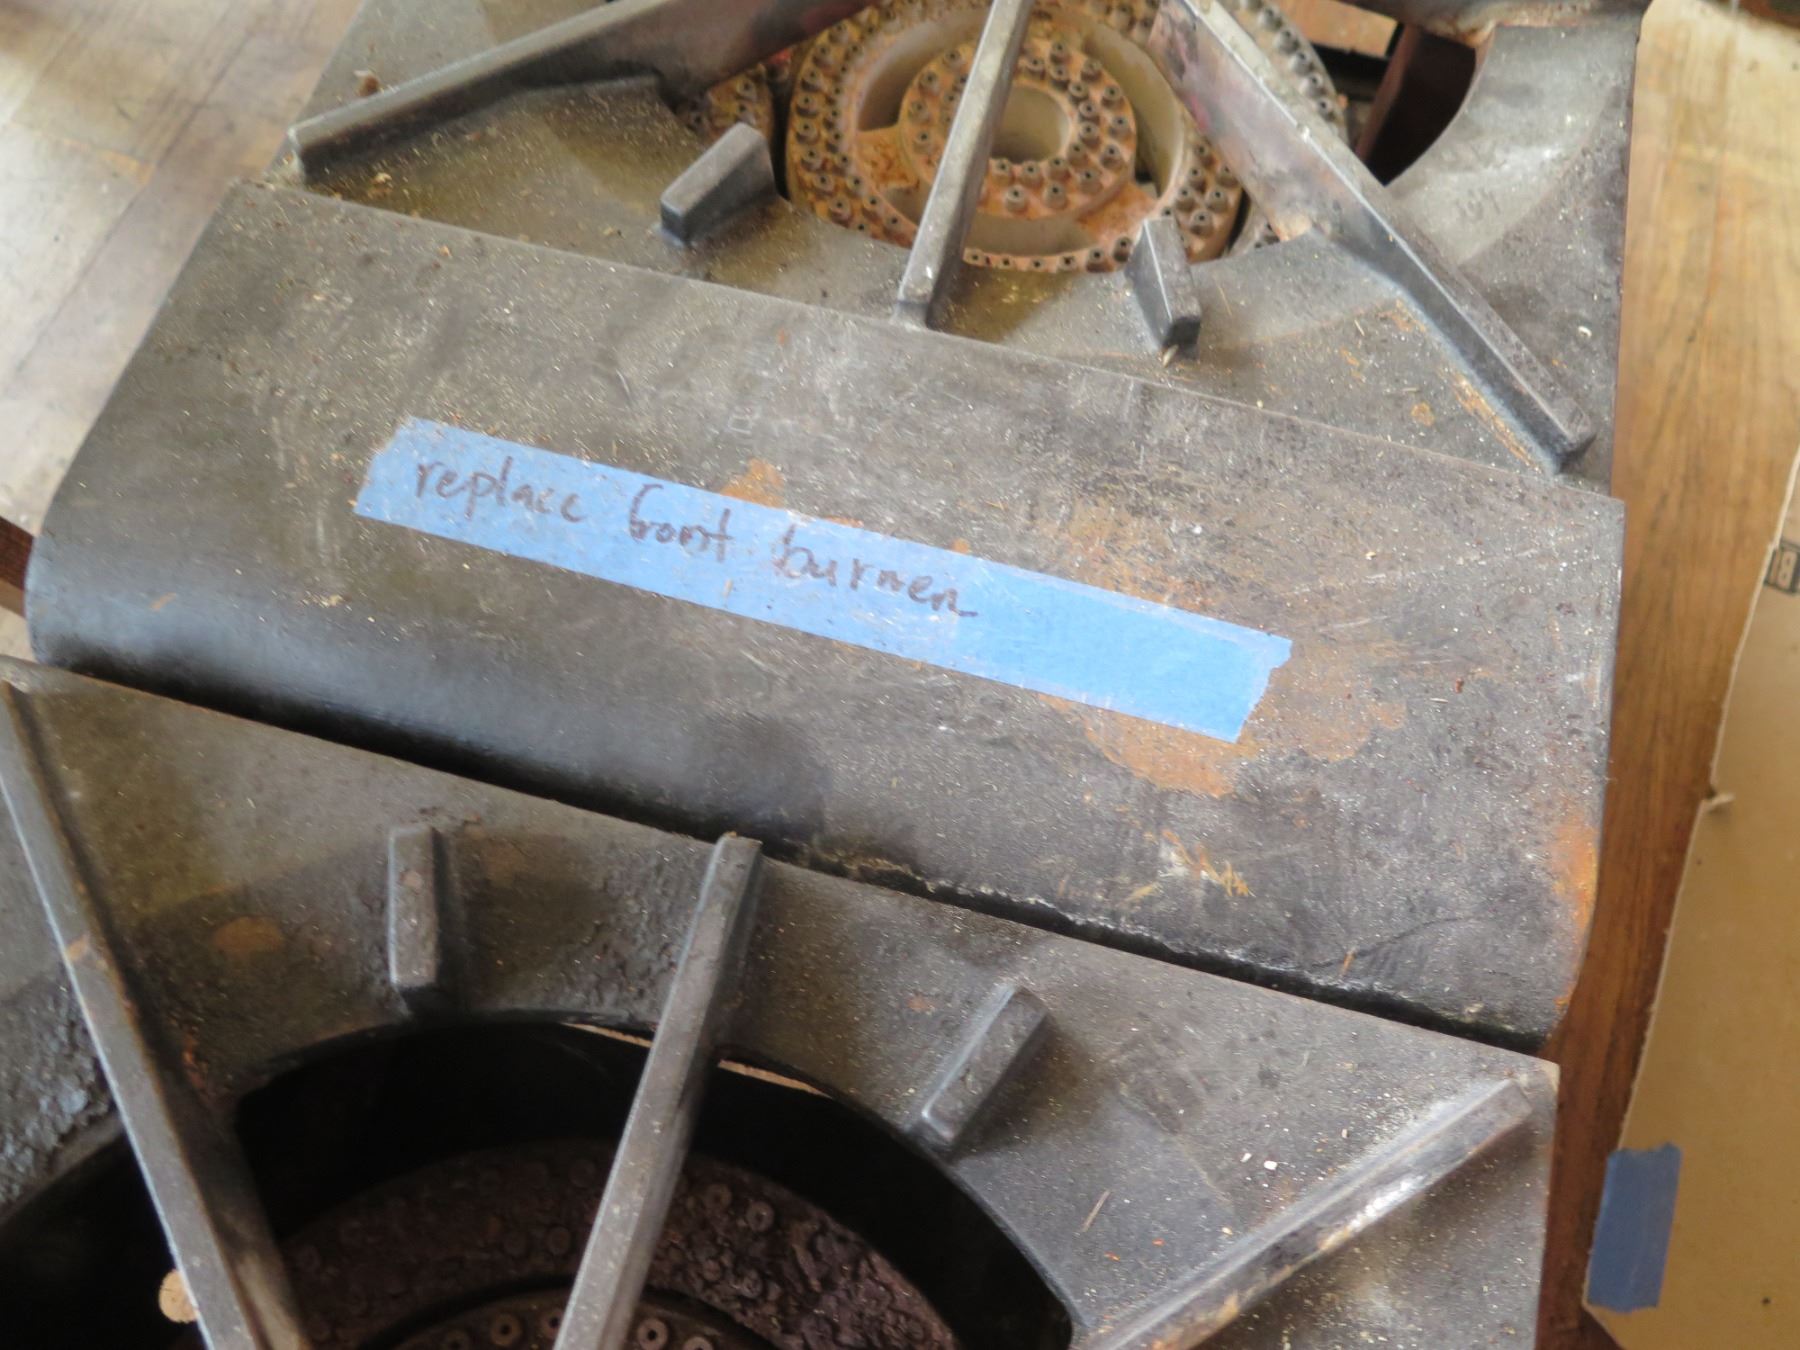 replace front burner